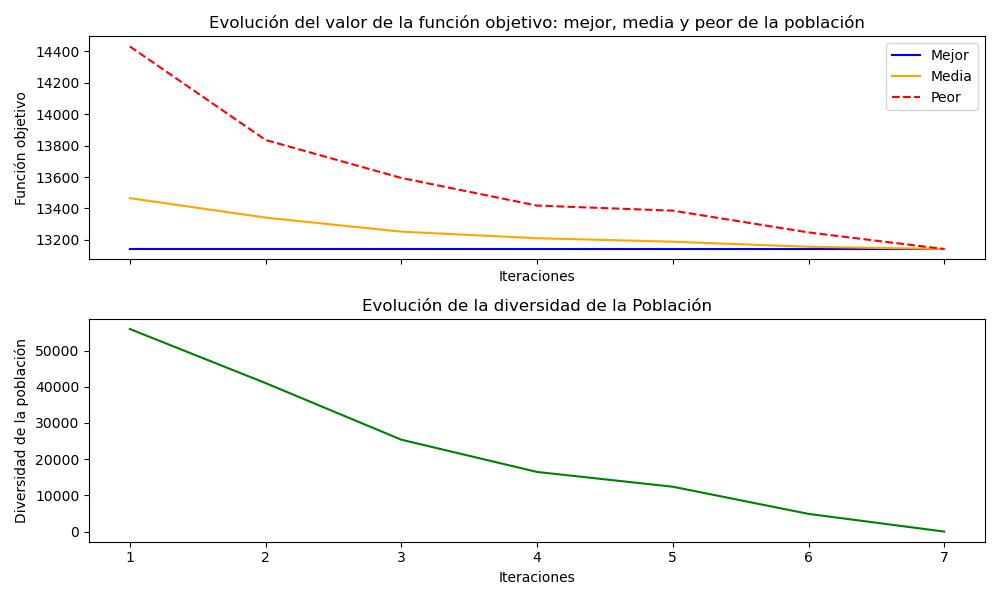 Evolución del valor de la función objetivo: mejor, media y peor de la población
14400
14200
14000
13800
13600
13400
13200
Función objetivo
Mejor
Media
Peor
Iteraciones
Evolución de la diversidad de la Población
50000
40000
30000
20000
10000
0
Diversidad de la población
1 2 3 4 5 6 7
Iteraciones